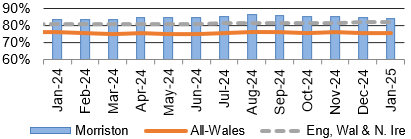 90%
80%
70%
60%
Jan-24 Feb-24 Mar-24 Apr-24 May-24 Jun-24 Jul-24 Aug-24 Sep-24 Oct-24 Nov-24 Dec-24 Jan-25
Morriston All-Wales Eng, Wal & N. Ire